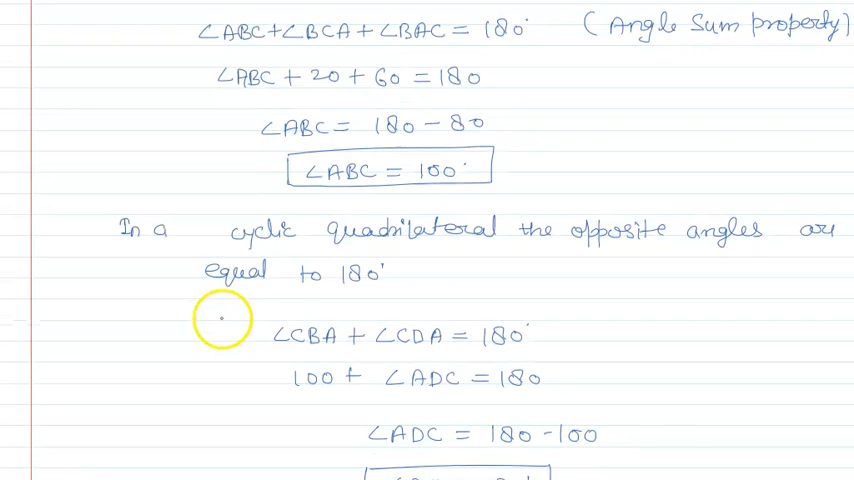 ∠ABC+∠BCA+∠BAC = 180° (Angle Sum property)
∠ABC + 20 + 60 = 180
∠ABC = 180 - 80
∠ABC = 100°
In a cyclic quadrilateral the opposite angles are
equal to 180°
∠CBA + ∠CDA = 180°
100 + ∠ADC = 180
∠ADC = 180 - 100